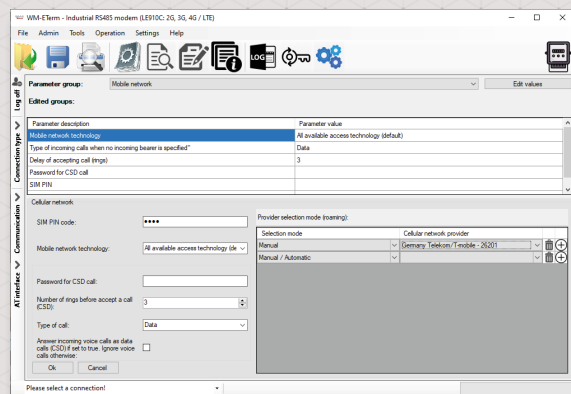 WM-ETerm - Industrial RS485 modem (LE910C: 2G, 3G, 4G / LTE)
File Admin Tools Operation Settings Help
LOG
Parameter group: Mobile network Edit values
Edited groups:
Parameter description Parameter value
Mobile network technology All available access technology (default)
Type of incoming calls when no incoming bearer is specified" Data
Delay of accepting call (rings) 3
Password for CSD call
SIM PIN
Log off
Connection type
Communication
AT interface
Cellular network
SIM PIN code: ••••
Mobile network technology: All available access technology (de
Password for CSD call:
Number of rings before accept a call
(CSD): 3
Type of call: Data
Answer incoming voice calls as data
calls (CSD) if set to true. Ignore voice
calls otherwise:
Ok Cancel
Provider selection mode (roaming):
Selection mode Cellular network provider
Manual Germany Telekom/T-mobile - 26201
Manual / Automatic
Please select a connection!